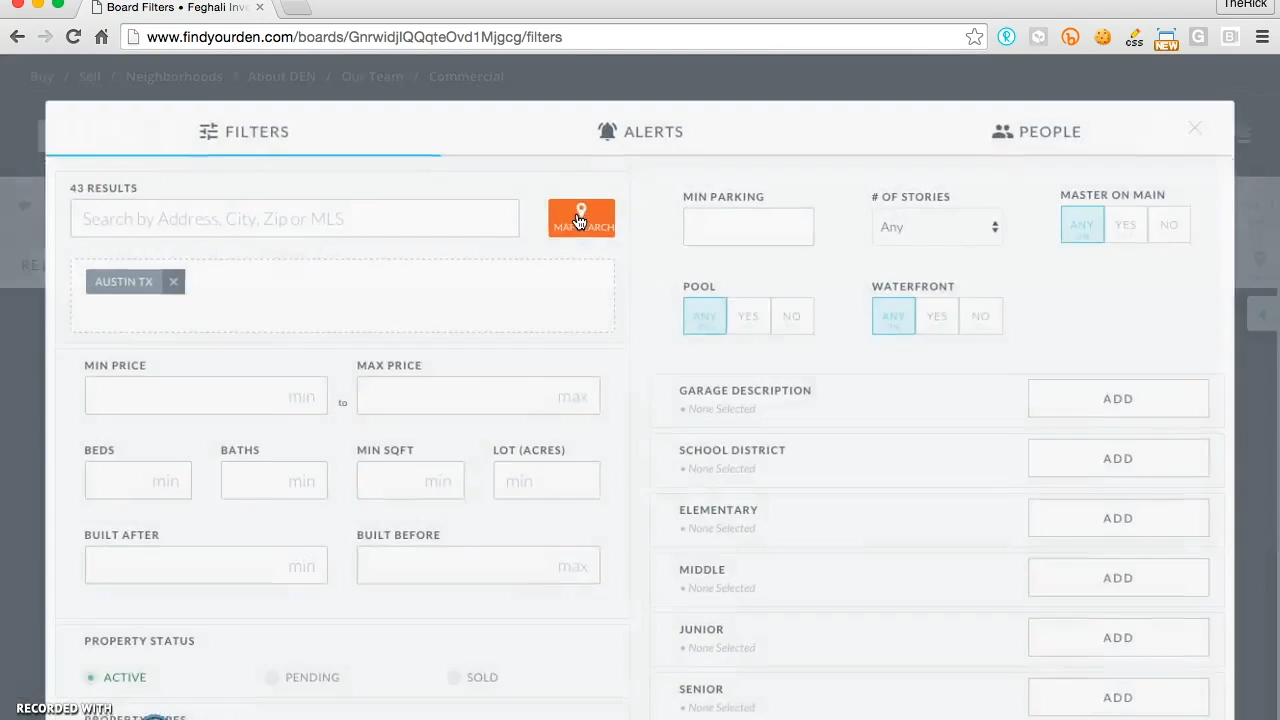 Board Filters • Feghali Inve ×
TheRick
www.findyourden.com/boards/GnrwidjIQQqteOvd1Mjgcg/filters
css
NEW
Buy / Sell / Neighborhoods / About DEN / Our Team / Commercial
FILTERS
ALERTS
PEOPLE
43 RESULTS
Search by Address, City, Zip or MLS
AUSTIN TX ×
MIN PRICE
MAX PRICE
min to max
BEDS
BATHS
MIN SQFT
LOT (ACRES)
min
min
min
min
BUILT AFTER
BUILT BEFORE
min
max
PROPERTY STATUS
ACTIVE
PENDING
SOLD
MIN PARKING
# OF STORIES
Any
MASTER ON MAIN
ANY YES NO
POOL
ANY YES NO
WATERFRONT
ANY YES NO
GARAGE DESCRIPTION
• None Selected
ADD
SCHOOL DISTRICT
• None Selected
ADD
ELEMENTARY
• None Selected
ADD
MIDDLE
• None Selected
ADD
JUNIOR
• None Selected
ADD
SENIOR
• None Selected
ADD
RECORDED WITH